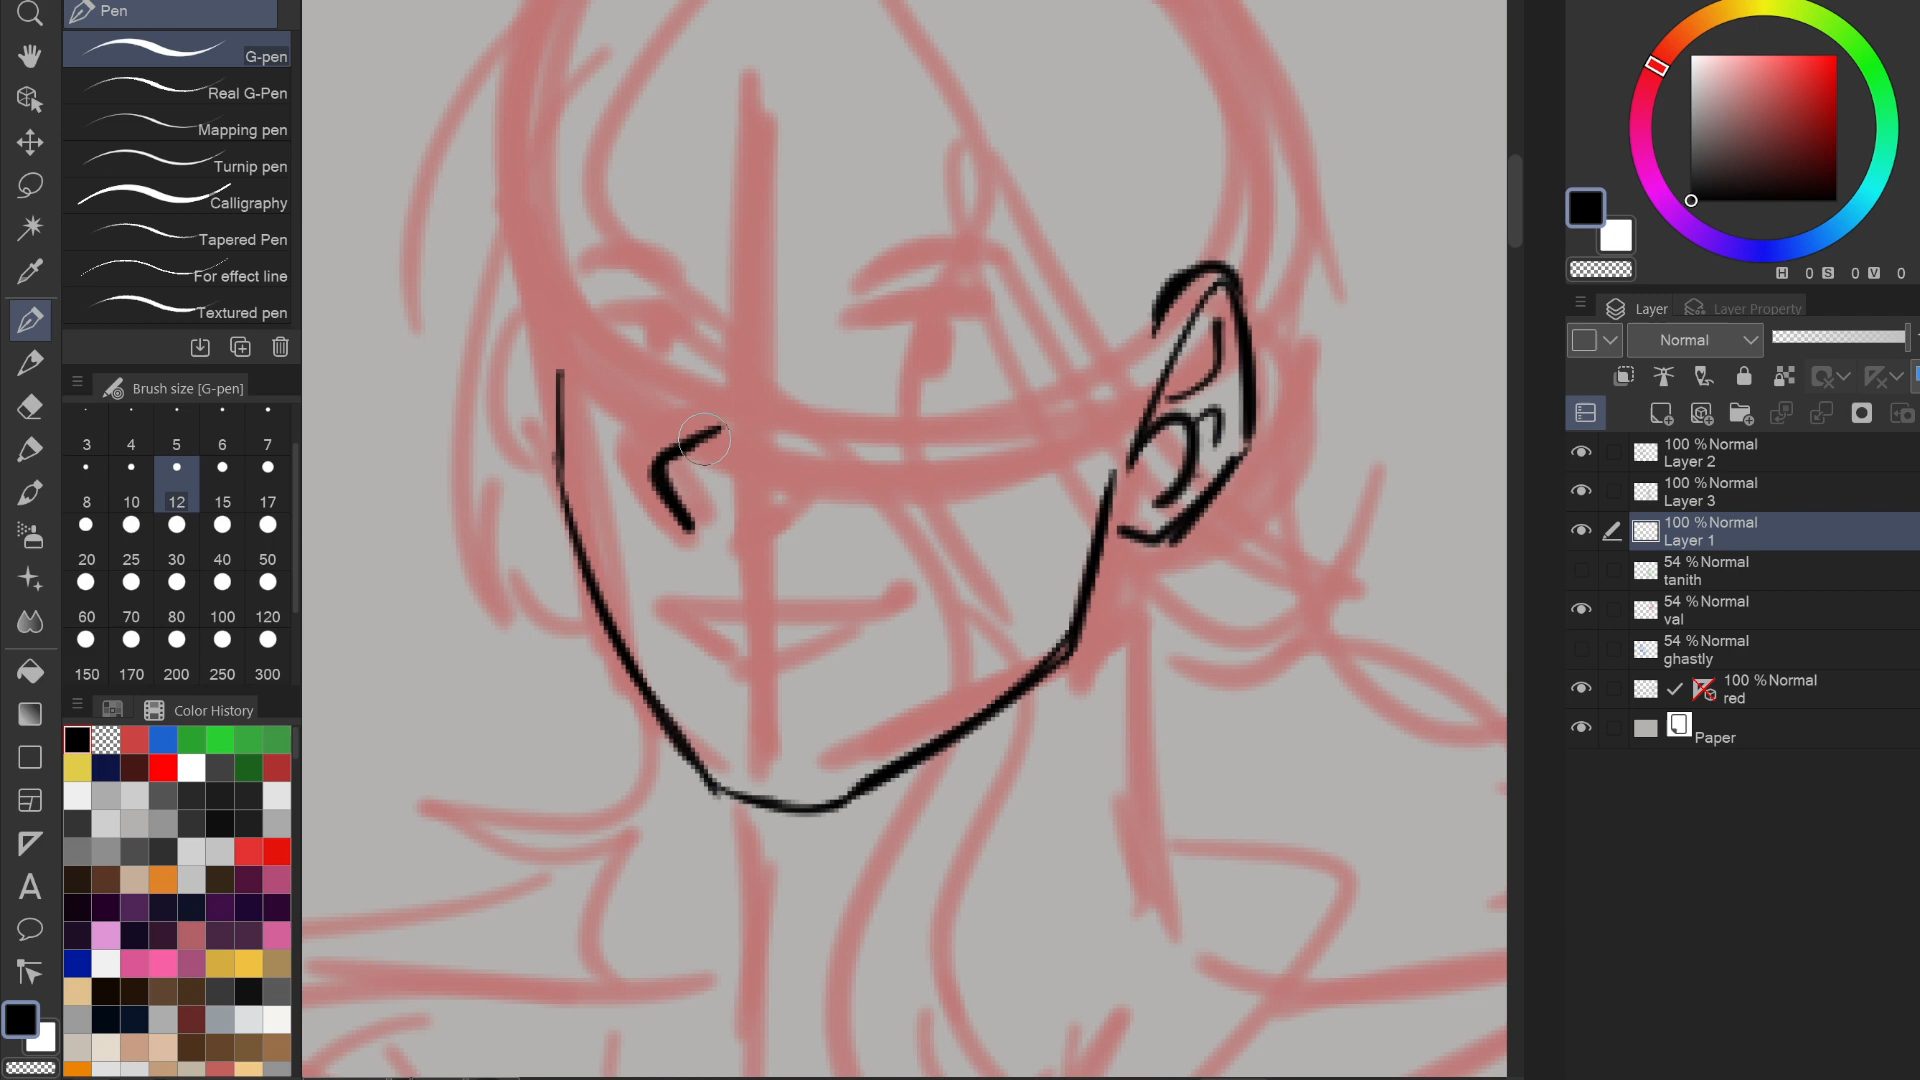 Pen
G-pen
Real G-Pen
Mapping pen
Turnip pen
Calligraphy
Tapered Pen
For effect line
Textured pen
Brush size [G-pen]
3 4 5 6 7
8 10 12 15 17
20 25 30 40 50
60 70 80 100 120
150 170 200 250 300
Color History
H 0 S 0 V 0
Layer Layer Property
Normal
100 % Normal
Layer 2
100 % Normal
Layer 3
100 % Normal
Layer 1
54 % Normal
tanith
54 % Normal
val
54 % Normal
ghastly
100 % Normal
red
Paper